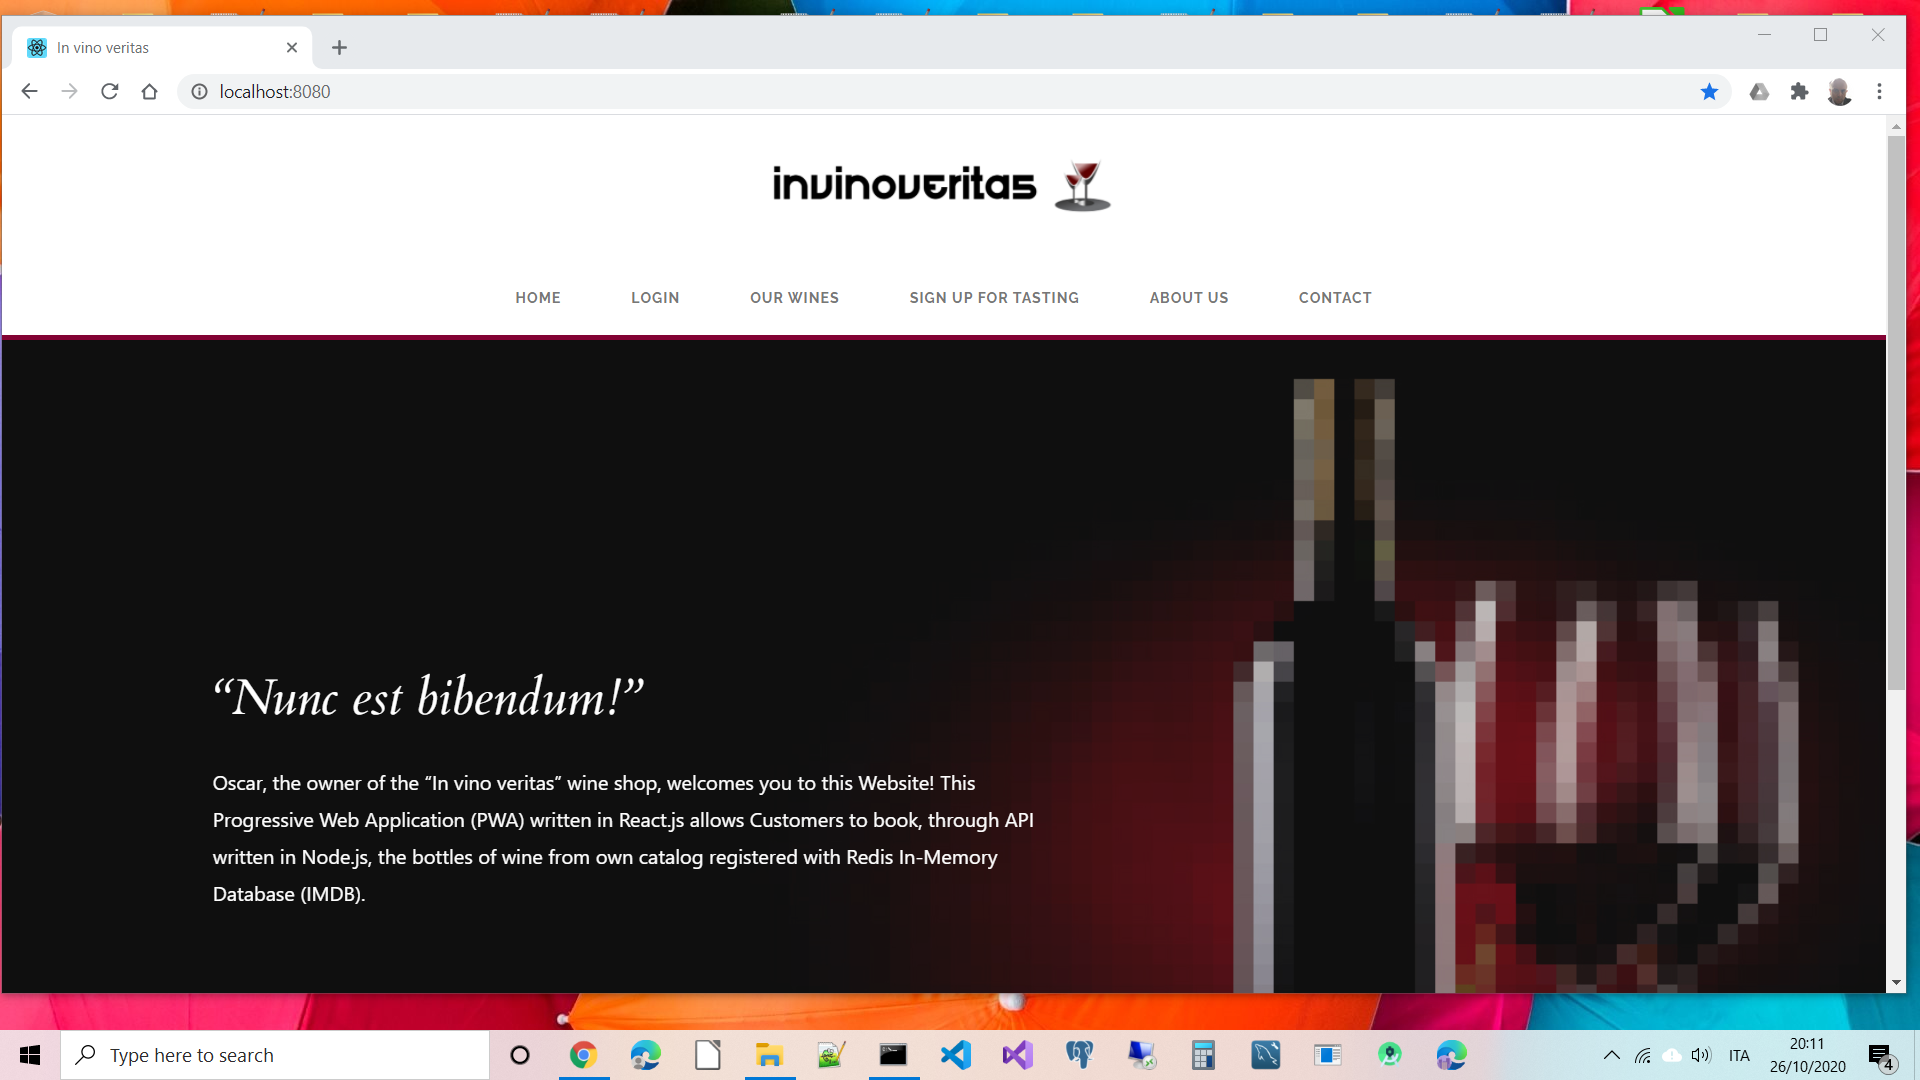 In vino veritas
localhost:8080
invinoveritas
HOME LOGIN OUR WINES SIGN UP FOR TASTING ABOUT US CONTACT
“Nunc est bibendum!”
Oscar, the owner of the “In vino veritas” wine shop, welcomes you to this Website! This
Progressive Web Application (PWA) written in React.js allows Customers to book, through API
written in Node.js, the bottles of wine from own catalog registered with Redis In-Memory
Database (IMDB).
Type here to search
ITA
20:11
26/10/2020
4